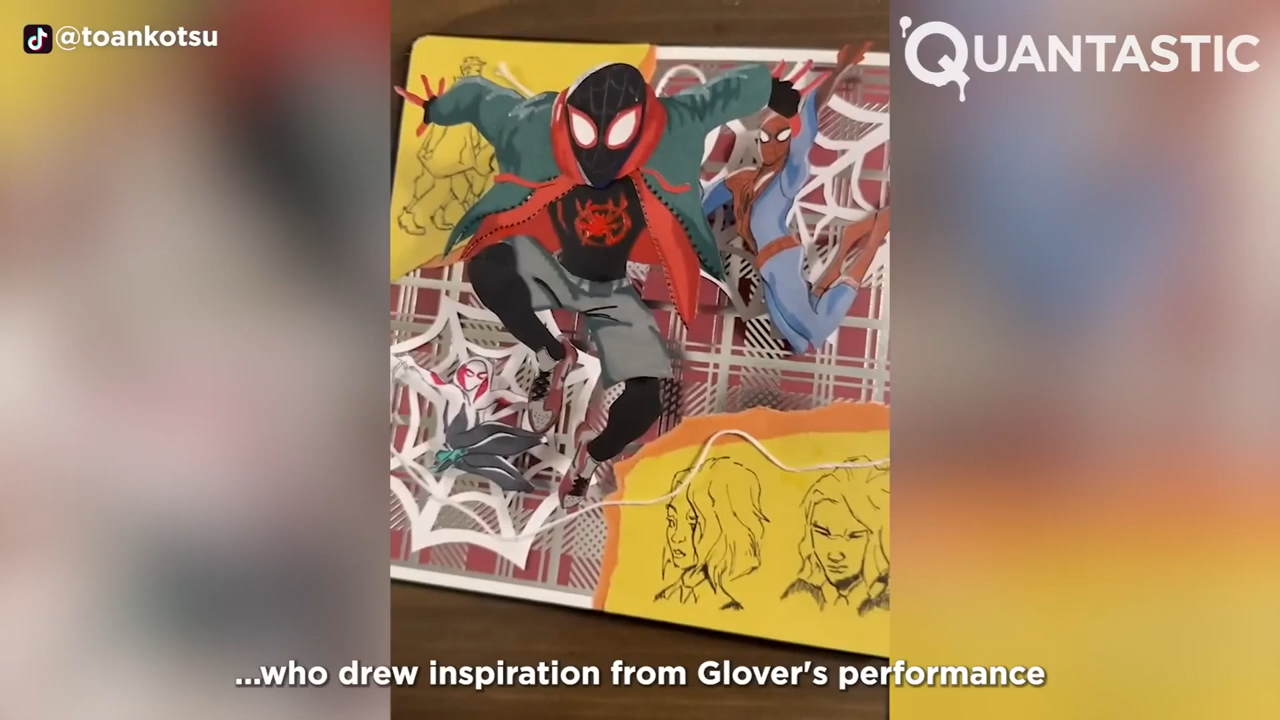 @toankotsu
QUANTASTIC
...who drew inspiration from Glover's performance